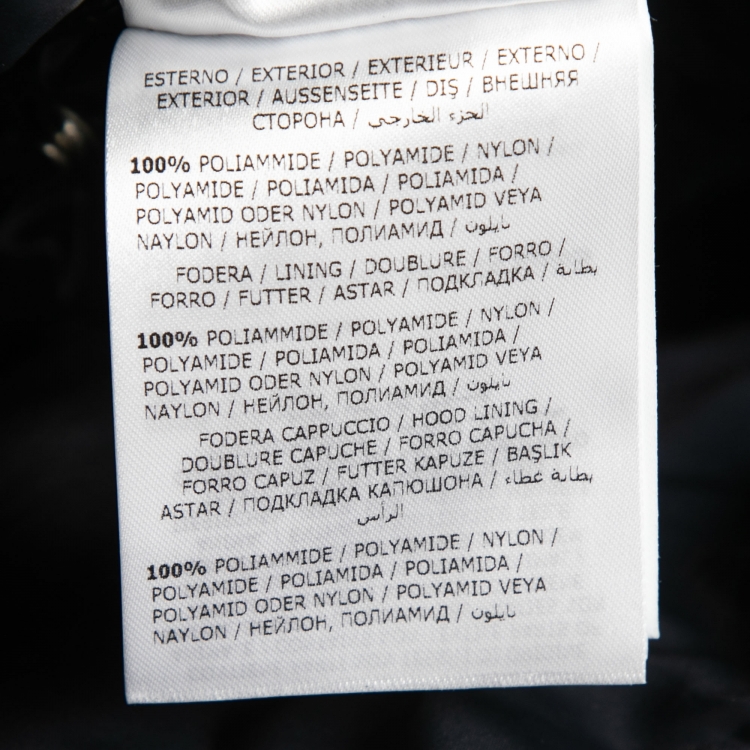 ESTERNO / EXTERIOR / EXTERIEUR / EXTERNO /
EXTERIOR / AUSSENSEITE / DIŞ / ВНЕШНЯЯ
СТОРОНА / الجزء الخارجي
100% POLIAMMIDE / POLYAMIDE / NYLON /
POLYAMIDE / POLIAMIDA / POLIAMIDA /
POLYAMID ODER NYLON / POLYAMID VEYA
NAYLON / НЕЙЛОН, ПОЛИАМИД / نايلون
FODERA / LINING / DOUBLURE / FORRO /
FORRO / FUTTER / ASTAR / ПОДКЛАДКА / بطانة
100% POLIAMMIDE / POLYAMIDE / NYLON /
POLYAMIDE / POLIAMIDA / POLIAMIDA /
POLYAMID ODER NYLON / POLYAMID VEYA
NAYLON / НЕЙЛОН, ПОЛИАМИД / نايلون
FODERA CAPPUCCIO / HOOD LINING /
DOUBLURE CAPUCHE / FORRO CAPUCHA /
FORRO CAPUZ / FUTTER KAPUZE / BAŞLIK
ASTAR / ПОДКЛАДКА КАПЮШОНА / بطانة غطاء
الرأس
100% POLIAMMIDE / POLYAMIDE / NYLON /
POLYAMIDE / POLIAMIDA / POLIAMIDA /
POLYAMID ODER NYLON / POLYAMID VEYA
NAYLON / НЕЙЛОН, ПОЛИАМИД / نايلون